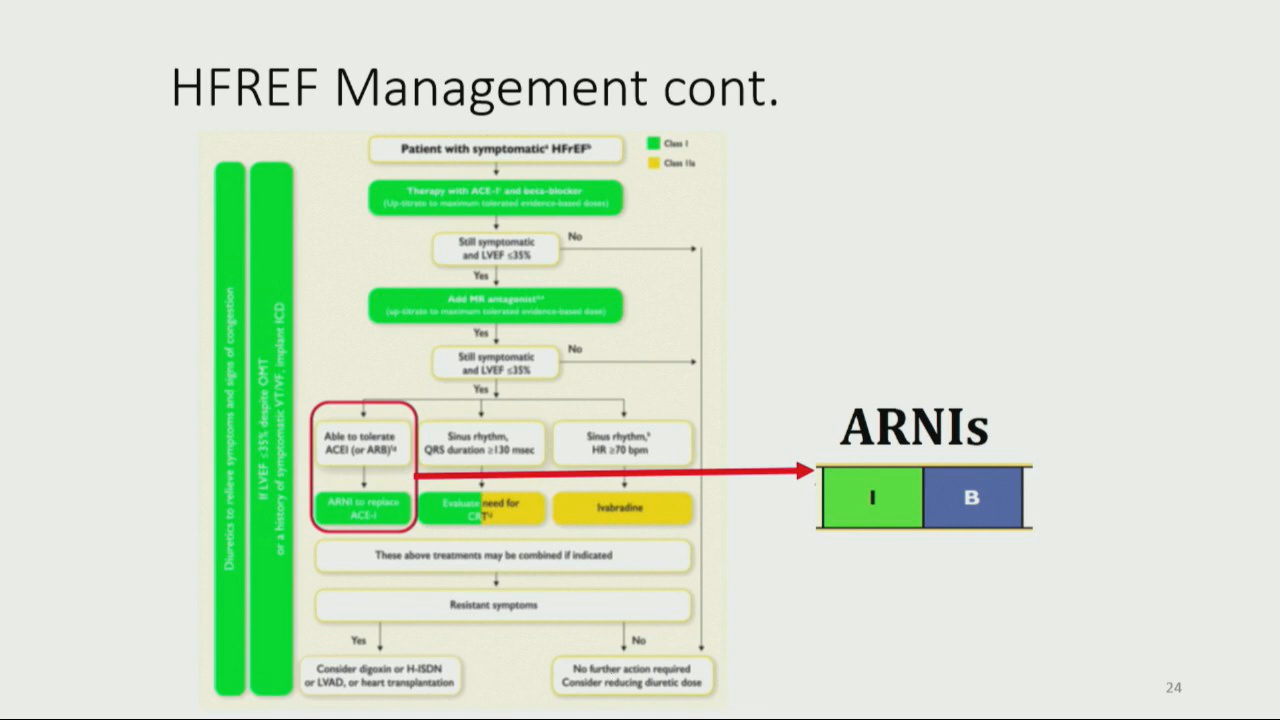 HFREF Management cont.
Patient with symptomaticᵃ HFrEFᵇ
Class I
Class IIa
Therapy with ACE-Iᶜ and beta-blocker
(Up-titrate to maximum tolerated evidence-based doses)
Still symptomatic
and LVEF ≤35%
No
Yes
Add MR antagonist
(up-titrate to maximum tolerated evidence-based dose)
Yes
Still symptomatic
and LVEF ≤35%
No
Yes
Able to tolerate
ACEI (or ARB)
Sinus rhythm,
QRS duration ≥130 msec
Sinus rhythm,
HR ≥70 bpm
ARNI to replace
ACE-I
Evaluate need for
CRT
Ivabradine
These above treatments may be combined if indicated
Resistant symptoms
Yes
No
Consider digoxin or H-ISDN
or LVAD, or heart transplantation
No further action required
Consider reducing diuretic dose
Diuretics to relieve symptoms and signs of congestion
If LVEF ≤35% despite OMT
or a history of symptomatic VT/VF, implant ICD
ARNIs
I B
24